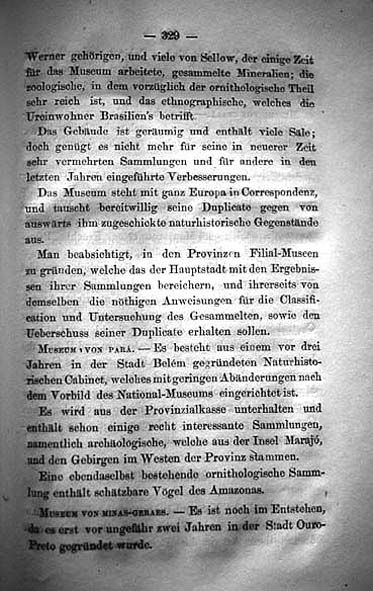 — 329 —
Werner gehörigen, und viele von Sellow, der einige Zeit
für das Museum arbeitete, gesammelte Mineralien; die
zoologische, in dem vorzüglich der ornithologische Theil
sehr reich ist, und das ethnographische, welches die
Ureinwohner Brasilien's betrifft.
Das Gebäude ist geräumig und enthält viele Säle;
doch genügt es nicht mehr für seine in neuerer Zeit
sehr vermehrten Sammlungen und für andere in den
letzten Jahren eingeführte Verbesserungen.
Das Museum steht mit ganz Europa in Correspondenz,
und tauscht bereitwillig seine Duplicate gegen von
auswärts ihm zugeschickte naturhistorische Gegenstände
aus.
Man beabsichtigt, in den Provinzen Filial-Museen
zu gründen, welche das der Hauptstadt mit den Ergebnis-
sen ihrer Sammlungen bereichern, und ihrerseits von
demselben die nöthigen Anweisungen für die Classifi-
cation und Untersuchung des Gesammelten, sowie den
Ueberschuss seiner Duplicate erhalten sollen.
MUSEUM VON PARÁ. — Es besteht aus einem vor drei
Jahren in der Stadt Belém gegründeten Naturhisto-
rischen Cabinet, welches mit geringen Abänderungen nach
dem Vorbild des National-Museums eingerichtet ist.
Es wird aus der Provinzialkasse unterhalten und
enthält schon einige recht interessante Sammlungen,
namentlich archäologische, welche aus der Insel Marajó,
und den Gebirgen im Westen der Provinz stammen.
Eine ebendaselbst bestehende ornithologische Samm-
lung enthält schätzbare Vögel des Amazonas.
MUSEUM VON MINAS-GERAES. — Es ist noch im Entstehen,
da es erst vor ungefähr zwei Jahren in der Stadt Ouro-
Preto gegründet wurde.